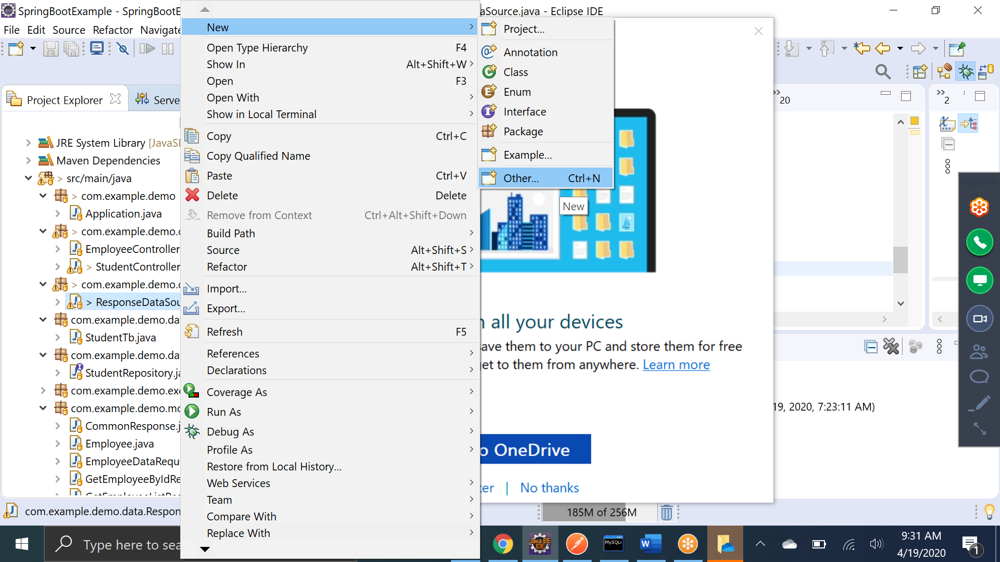 SpringBootExample - SpringBootE
aSource.java - Eclipse IDE
File Edit Source Refactor Navigate
Project Explorer
Serve
JRE System Library [JavaSE
Maven Dependencies
> src/main/java
> com.example.demo
Application.java
> com.example.demo.c
EmployeeController
> StudentController
> com.example.demo.d
> ResponseDataSou
com.example.demo.da
StudentTb.java
com.example.demo.da
StudentRepository.ja
com.example.demo.exc
com.example.demo.mo
CommonResponse.j
Employee.java
EmployeeDataRequ
GetEmployeeByIdRe
com.example.demo.data.Respon
New
Open Type Hierarchy F4
Show In Alt+Shift+W
Open F3
Open With
Show in Local Terminal
Copy Ctrl+C
Copy Qualified Name
Paste Ctrl+V
Delete Delete
Remove from Context Ctrl+Alt+Shift+Down
Build Path
Source Alt+Shift+S
Refactor Alt+Shift+T
Import...
Export...
Refresh F5
References
Declarations
Coverage As
Run As
Debug As
Profile As
Restore from Local History...
Web Services
Team
Compare With
Replace With
Project...
Annotation
Class
Enum
Interface
Package
Example...
Other... Ctrl+N
New
20
2
n all your devices
ave them to your PC and store them for free
et to them from anywhere. Learn more
o OneDrive
ter | No thanks
19, 2020, 7:23:11 AM)
185M of 256M
Type here to sea
Java EE
IDE
MySQL>
W
9:31 AM
4/19/2020
1